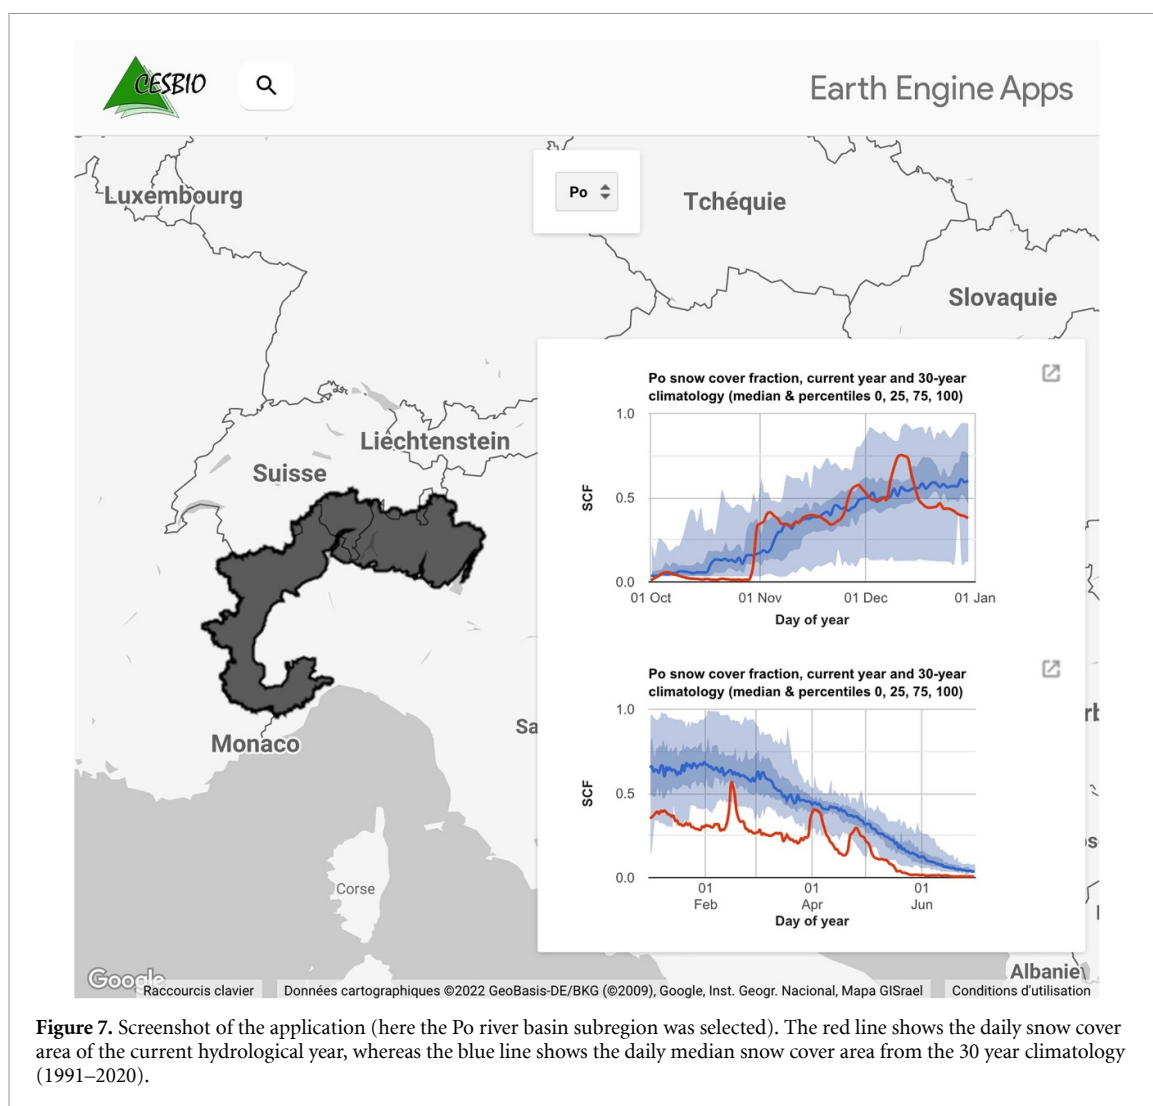 CESBIO
Earth Engine Apps
Luxembourg
Po
Tchéquie
Slovaquie
Liechtenstein
Suisse
Monaco
Corse
Sa
Albanie
Po snow cover fraction, current year and 30-year
climatology (median & percentiles 0, 25, 75, 100)
1.0
0.5
0.0
SCF
01 Oct
01 Nov
01 Dec
01 Jan
Day of year
Po snow cover fraction, current year and 30-year
climatology (median & percentiles 0, 25, 75, 100)
1.0
0.5
0.0
SCF
01
Feb
01
Apr
01
Jun
Day of year
Google
Raccourcis clavier
Données cartographiques ©2022 GeoBasis-DE/BKG (©2009), Google, Inst. Geogr. Nacional, Mapa GISrael
Conditions d'utilisation
Figure 7. Screenshot of the application (here the Po river basin subregion was selected). The red line shows the daily snow cover
area of the current hydrological year, whereas the blue line shows the daily median snow cover area from the 30 year climatology
(1991–2020).